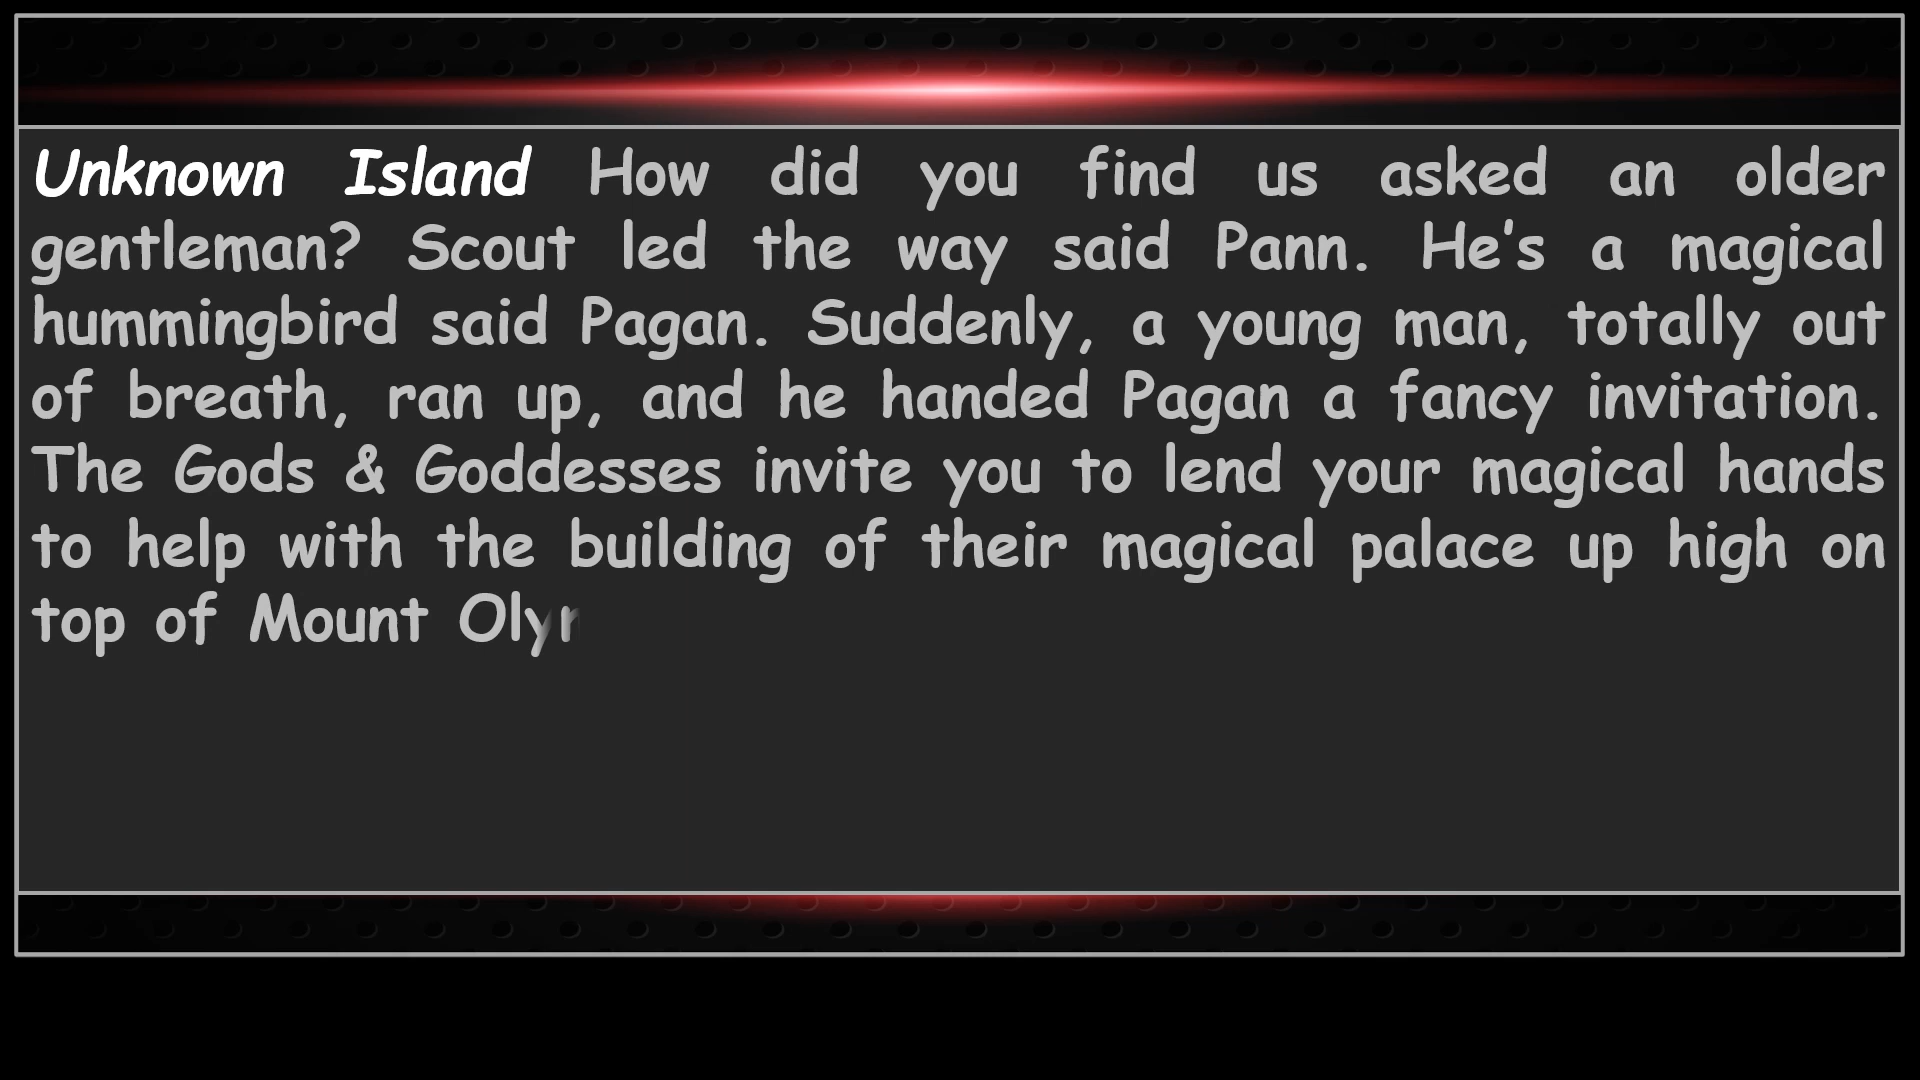 Unknown Island How did you find us asked an older
gentleman? Scout led the way said Pann. He's a magical
hummingbird said Pagan. Suddenly, a young man, totally out
of breath, ran up, and he handed Pagan a fancy invitation.
The Gods & Goddesses invite you to lend your magical hands
to help with the building of their magical palace up high on
top of Mount